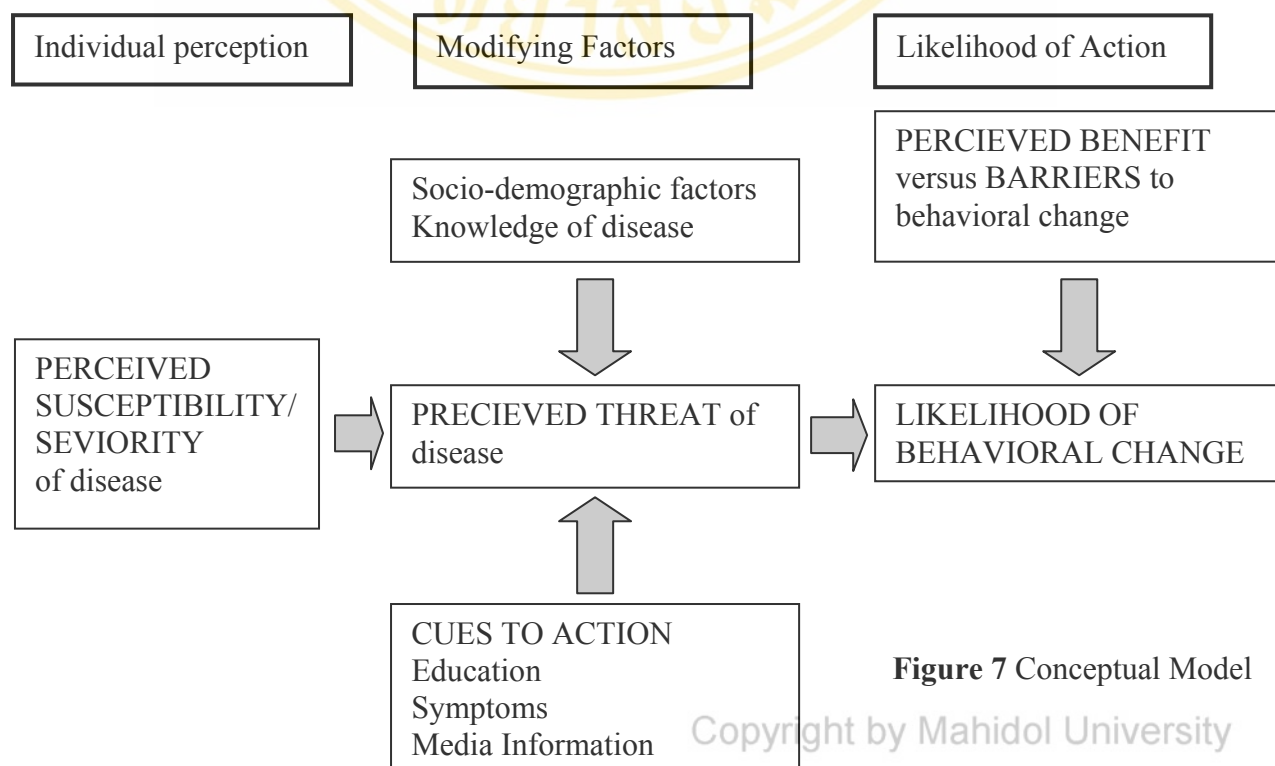 Individual perception
Modifying Factors
Likelihood of Action
PERCIEVED BENEFIT
versus BARRIERS to
behavioral change
Socio-demographic factors
Knowledge of disease
PERCEIVED
SUSCEPTIBILITY/
SEVIORITY
of disease
PRECIEVED THREAT of
disease
LIKELIHOOD OF
BEHAVIORAL CHANGE
CUES TO ACTION
Education
Symptoms
Media Information
Figure 7 Conceptual Model
Copyright by Mahidol University